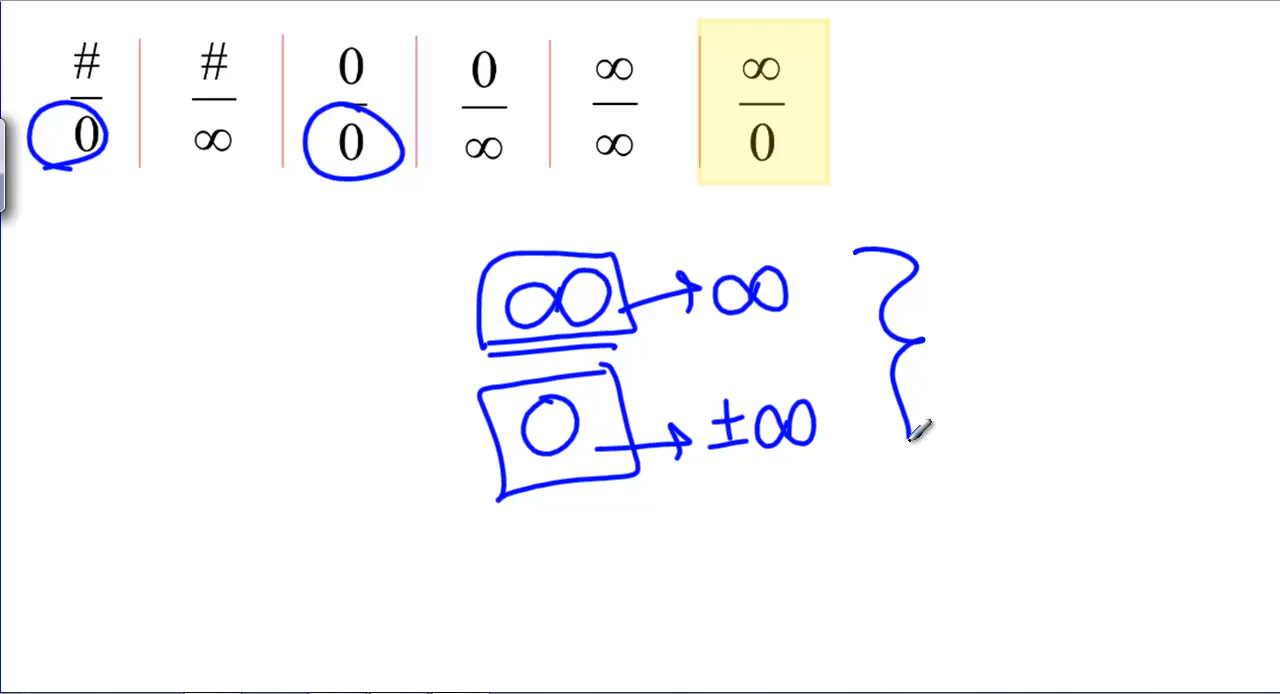 #/0 #/∞ 0/0 0/∞ ∞/∞ ∞/0
∞ → ∞
0 → ±∞